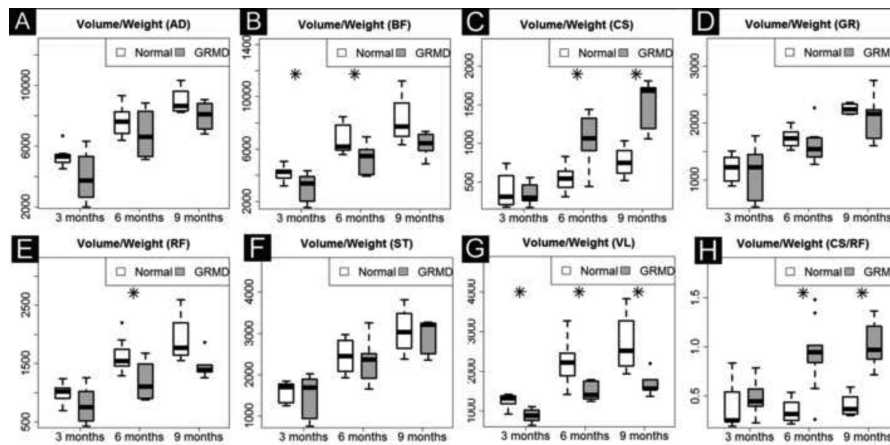 A Volume/Weight (AD)
Normal GRMD
10000
8000
6000
4000
2000
3 months 6 months 9 months
B Volume/Weight (BF)
Normal GRMD
* *
14000
10000
6000
2000
3 months 6 months 9 months
C Volume/Weight (CS)
Normal GRMD
* *
2000
1500
1000
500
3 months 6 months 9 months
D Volume/Weight (GR)
Normal GRMD
3000
2000
1000
3 months 6 months 9 months
E Volume/Weight (RF)
Normal GRMD
*
2500
1500
500
3 months 6 months 9 months
F Volume/Weight (ST)
Normal GRMD
4000
3000
2000
1000
3 months 6 months 9 months
G Volume/Weight (VL)
Normal GRMD
* * *
4000
3000
2000
1000
3 months 6 months 9 months
H Volume/Weight (CS/RF)
Normal GRMD
* *
1.5
1.0
0.5
3 months 6 months 9 months